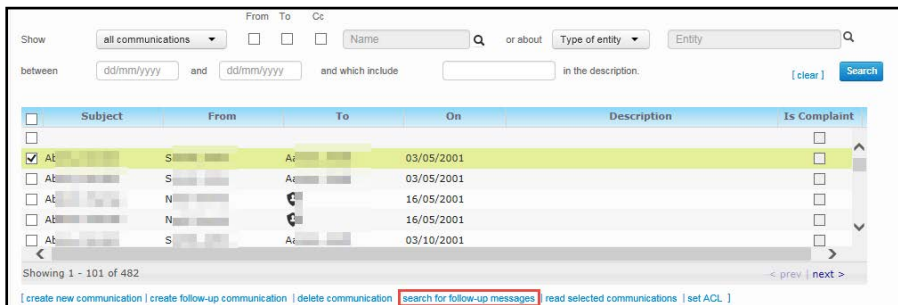 From To Cc
Show all communications Name or about Type of entity Entity
between dd/mm/yyyy and dd/mm/yyyy and which include in the description. [ clear ] Search
Subject From To On Description Is Complaint
03/05/2001
03/05/2001
16/05/2001
16/05/2001
03/10/2001
Showing 1 - 101 of 482 < prev | next >
[ create new communication | create follow-up communication | delete communication | search for follow-up messages | read selected communications | set ACL ]